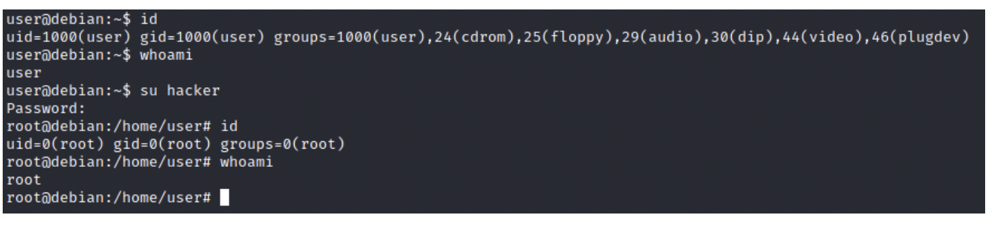 user@debian:~$ id
uid=1000(user) gid=1000(user) groups=1000(user),24(cdrom),25(floppy),29(audio),30(dip),44(video),46(plugdev)
user@debian:~$ whoami
user
user@debian:~$ su hacker
Password:
root@debian:/home/user# id
uid=0(root) gid=0(root) groups=0(root)
root@debian:/home/user# whoami
root
root@debian:/home/user#